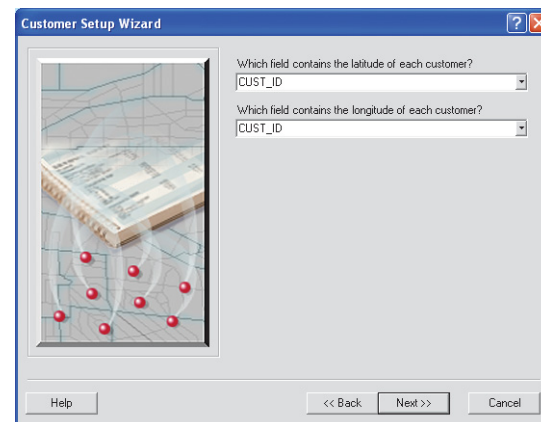 Customer Setup Wizard
Which field contains the latitude of each customer?
CUST_ID
Which field contains the longitude of each customer?
CUST_ID
Help
<< Back
Next >>
Cancel